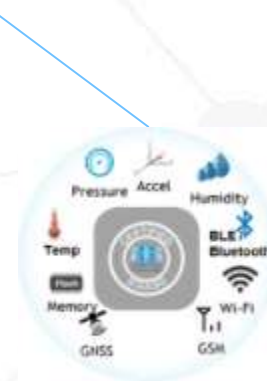 Pressure
Accel
Humidity
Temp
BLE?
Bluetooth
Flash
Memory
Wi-Fi
GNSS
GSM